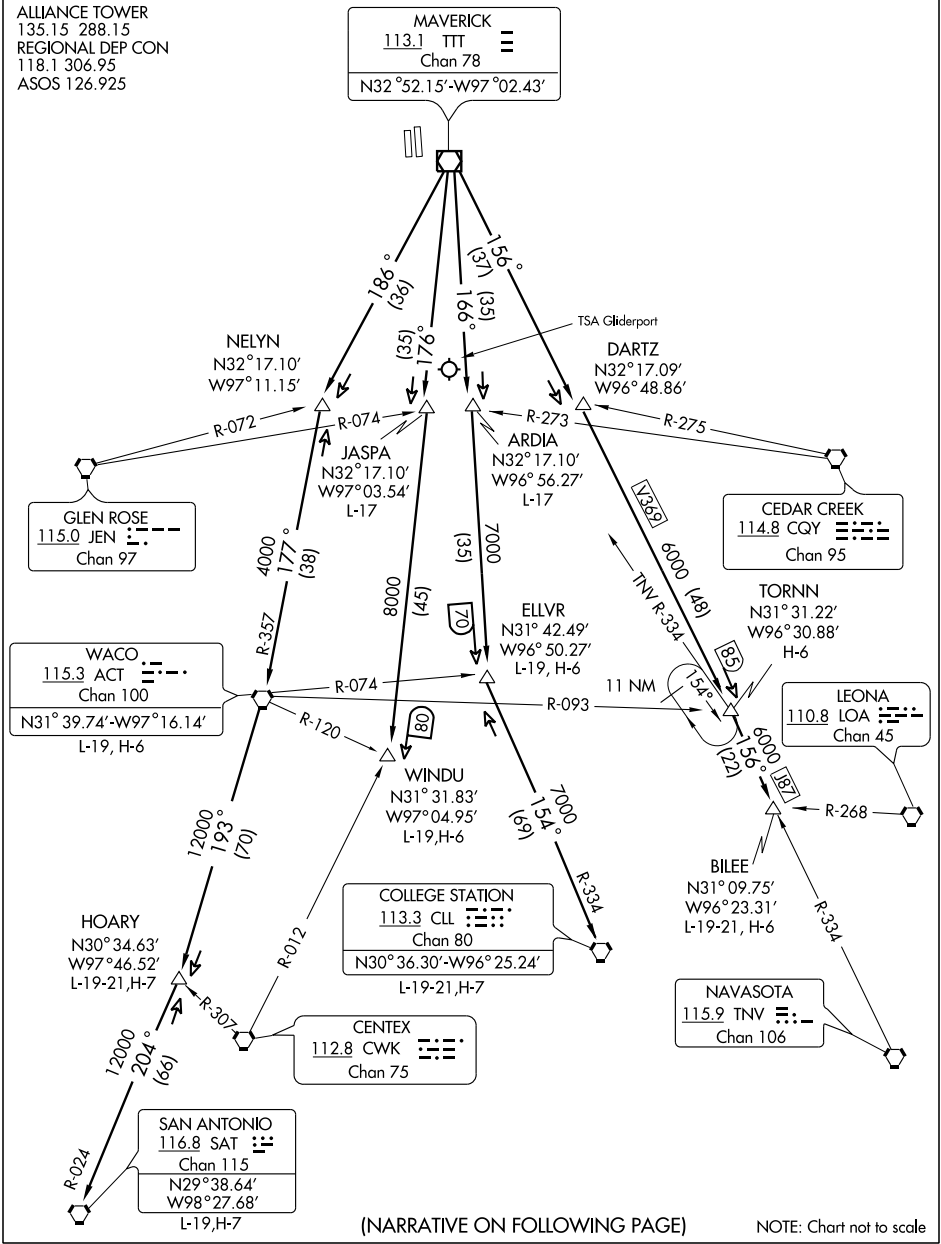 ALLIANCE TOWER
135.15 288.15
REGIONAL DEP CON
118.1 306.95
ASOS 126.925
MAVERICK
113.1 TTT
Chan 78
N32°52.15’-W97°02.43’
186°
(36)
(35)
176°
(35)
166°
156°
(37)
TSA Gliderport
NELYN
N32°17.10’
W97°11.15’
DARTZ
N32°17.09’
W96°48.86’
R-072
R-074
R-273
R-275
JASPA
N32°17.10’
W97°03.54’
L-17
ARDIA
N32°17.10’
W96°56.27’
L-17
GLEN ROSE
115.0 JEN
Chan 97
CEDAR CREEK
114.8 CQY
Chan 95
V369
6000
(48)
4000
177°
(38)
R-357
8000
(45)
7000
(35)
70
TNV R-334
85
TORNN
N31°31.22’
W96°30.88’
H-6
ELLVR
N31°42.49’
W96°50.27’
L-19, H-6
WACO
115.3 ACT
Chan 100
N31°39.74’-W97°16.14’
L-19, H-6
R-074
R-093
R-120
11 NM
154°
LEONA
110.8 LOA
Chan 45
6000
156°
(22)
J87
R-268
80
WINDU
N31°31.83’
W97°04.95’
L-19,H-6
7000
154°
(69)
R-334
BILEE
N31°09.75’
W96°23.31’
L-19-21, H-6
12000
193°
(70)
COLLEGE STATION
113.3 CLL
Chan 80
N30°36.30’-W96°25.24’
L-19-21,H-7
R-012
R-334
HOARY
N30°34.63’
W97°46.52’
L-19-21,H-7
R-307
CENTEX
112.8 CWK
Chan 75
NAVASOTA
115.9 TNV
Chan 106
12000
204°
(66)
R-024
SAN ANTONIO
116.8 SAT
Chan 115
N29°38.64’
W98°27.68’
L-19,H-7
(NARRATIVE ON FOLLOWING PAGE)
NOTE: Chart not to scale